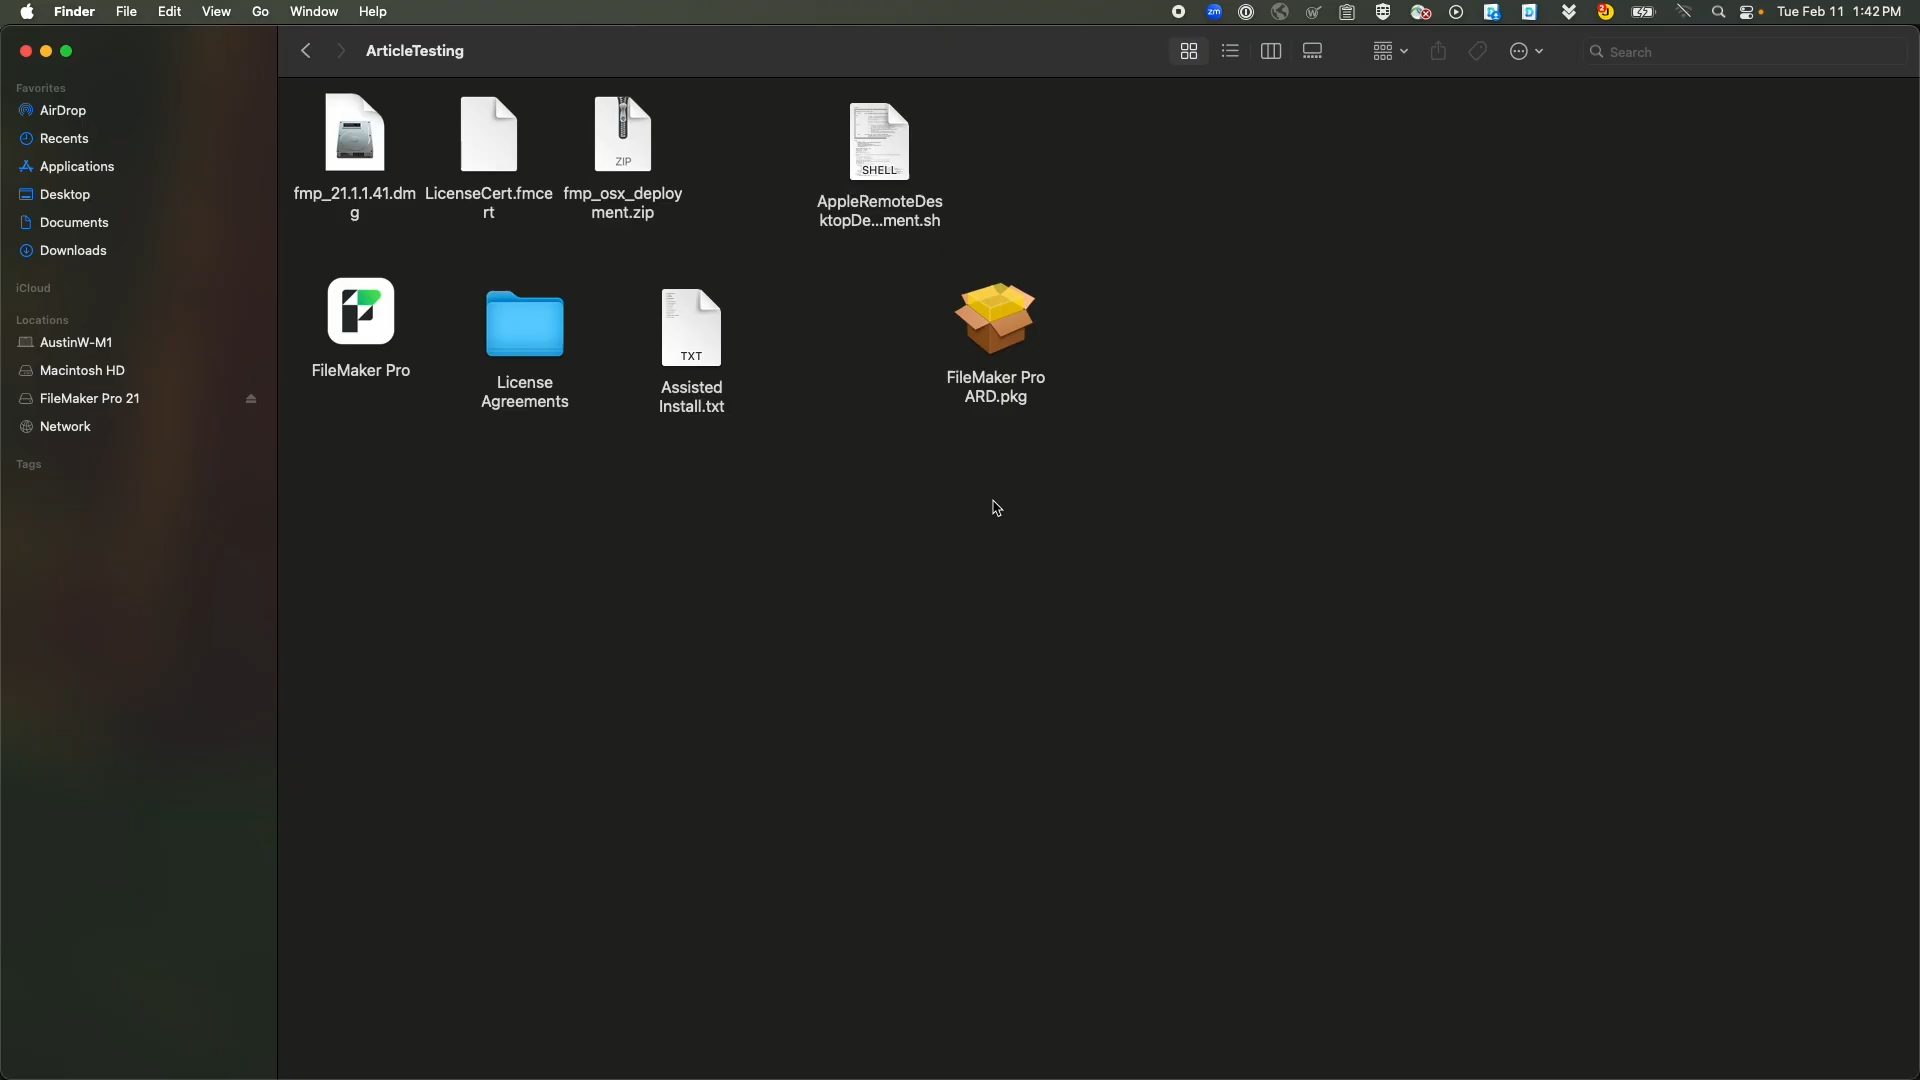 Finder File Edit View Go Window Help
zm
2
Tue Feb 11 1:42 PM
ArticleTesting
Search
Favorites
AirDrop
Recents
Applications
Desktop
Documents
Downloads
iCloud
Locations
AustinW-M1
Macintosh HD
FileMaker Pro 21
Network
Tags
fmp_21.1.1.41.dm
g
LicenseCert.fmce
rt
ZIP
fmp_osx_deploy
ment.zip
SHELL
AppleRemoteDes
ktopDe...ment.sh
FileMaker Pro
License
Agreements
TXT
Assisted
Install.txt
FileMaker Pro
ARD.pkg